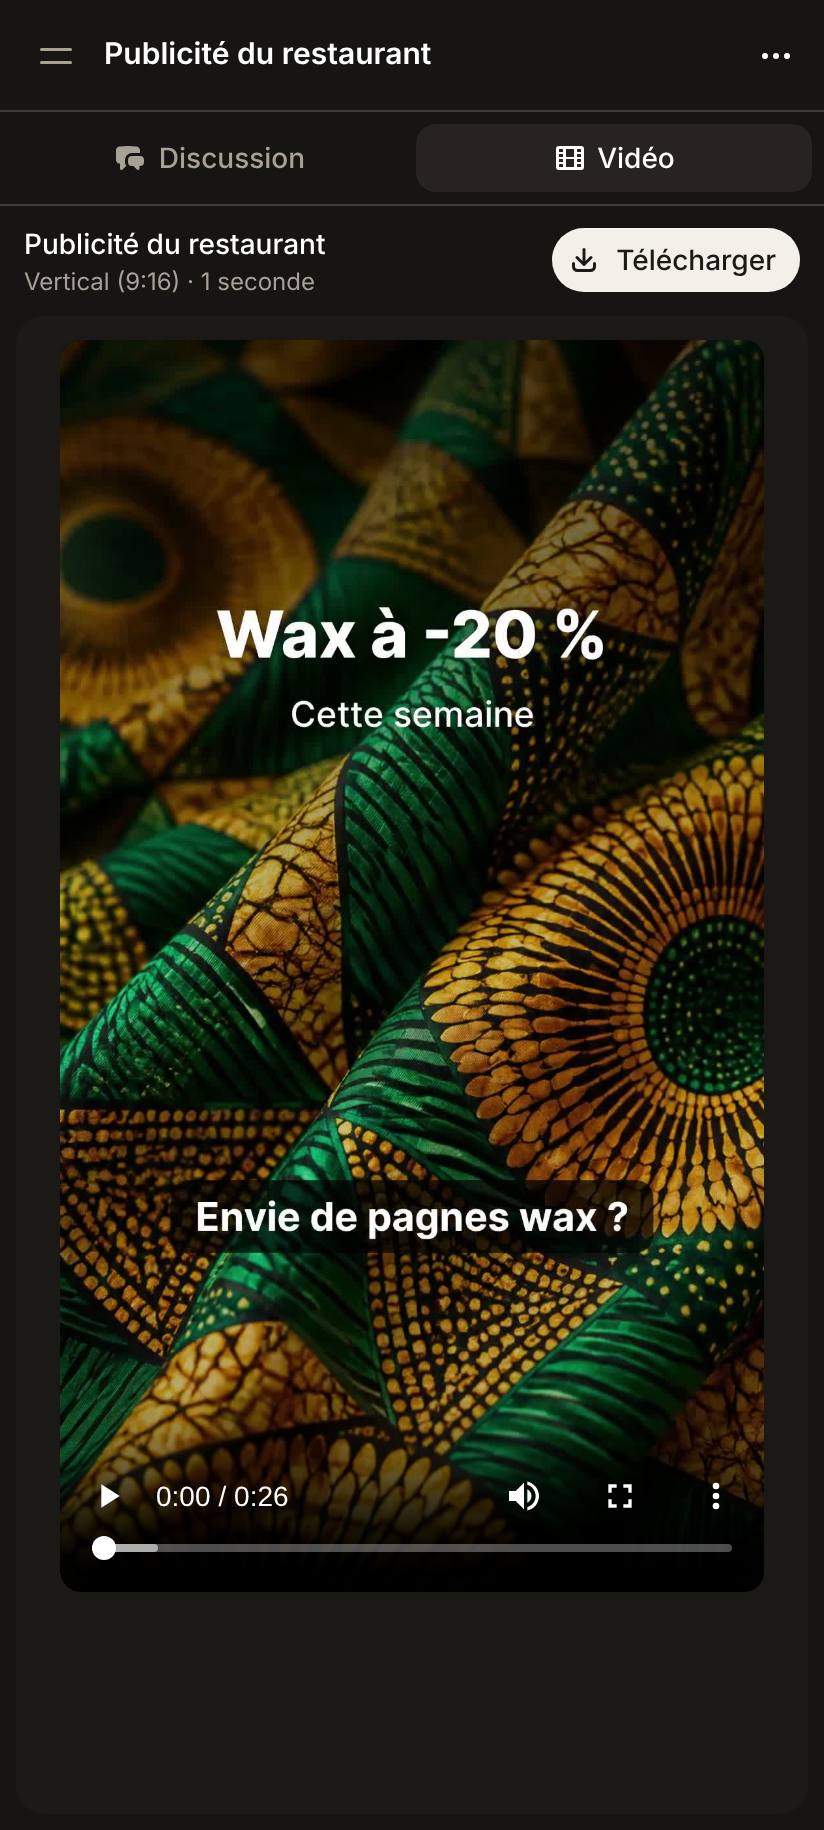 Publicité du restaurant
Discussion
Vidéo
Publicité du restaurant
Vertical (9:16) · 1 seconde
Télécharger
Wax à -20 %
Cette semaine
Envie de pagnes wax ?
0:00 / 0:26